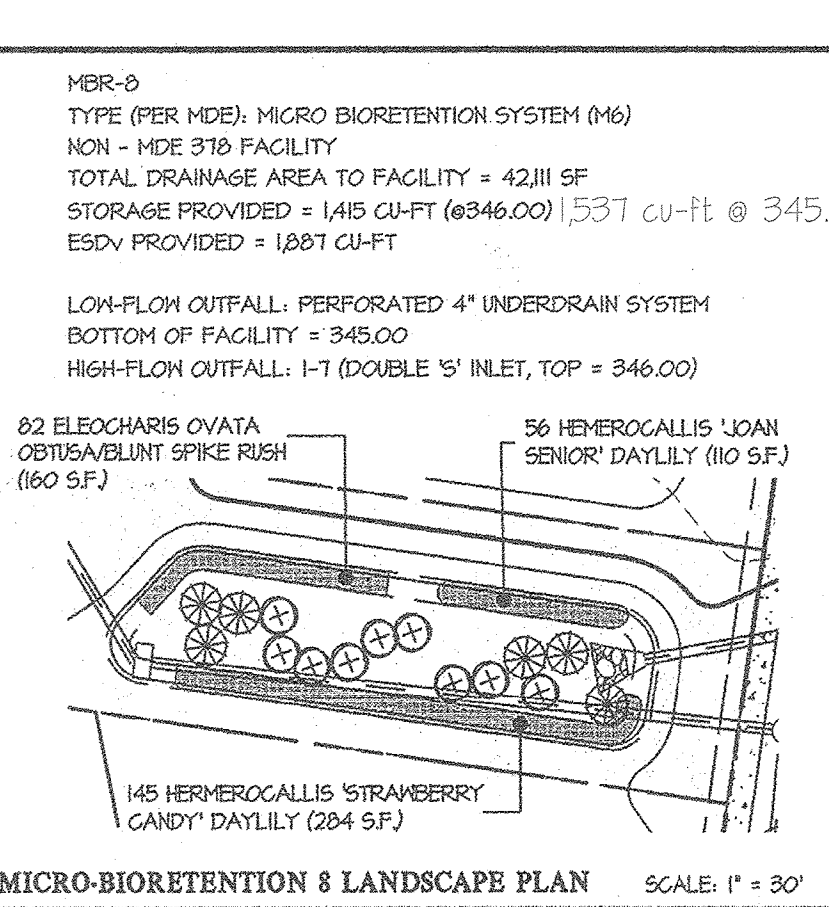 MBR-8
TYPE (PER MDE): MICRO BIORETENTION SYSTEM (M6)
NON - MDE 378 FACILITY
TOTAL DRAINAGE AREA TO FACILITY = 42,111 SF
STORAGE PROVIDED = 1,415 CU-FT (@346.00) 1,537 cu-ft @ 345.
ESDv PROVIDED = 1,887 CU-FT
LOW-FLOW OUTFALL: PERFORATED 4" UNDERDRAIN SYSTEM
BOTTOM OF FACILITY = 345.00
HIGH-FLOW OUTFALL: I-7 (DOUBLE 'S' INLET, TOP = 346.00)
82 ELEOCHARIS OVATA
OBTUSA/BLUNT SPIKE RUSH
(160 S.F.)
56 HEMEROCALLIS 'JOAN
SENIOR' DAYLILY (110 S.F.)
145 HERMEROCALLIS 'STRAWBERRY
CANDY' DAYLILY (284 S.F.)
MICRO-BIORETENTION 8 LANDSCAPE PLAN SCALE: 1" = 30'